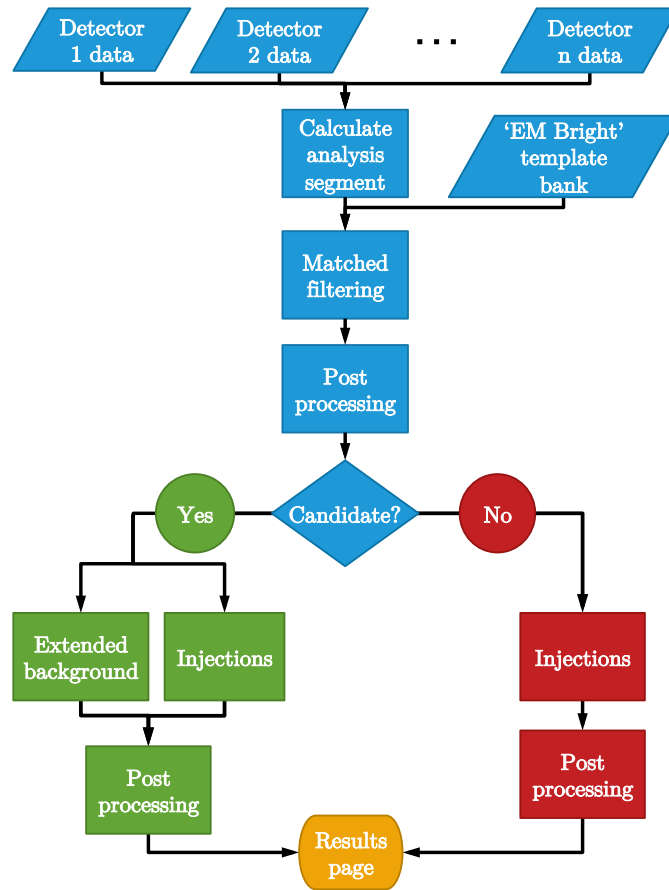 Detector
1 data
Detector
2 data
...
Detector
n data
Calculate
analysis
segment
‘EM Bright’
template
bank
Matched
filtering
Post
processing
Candidate?
Yes
No
Extended
background
Injections
Injections
Post
processing
Post
processing
Results
page